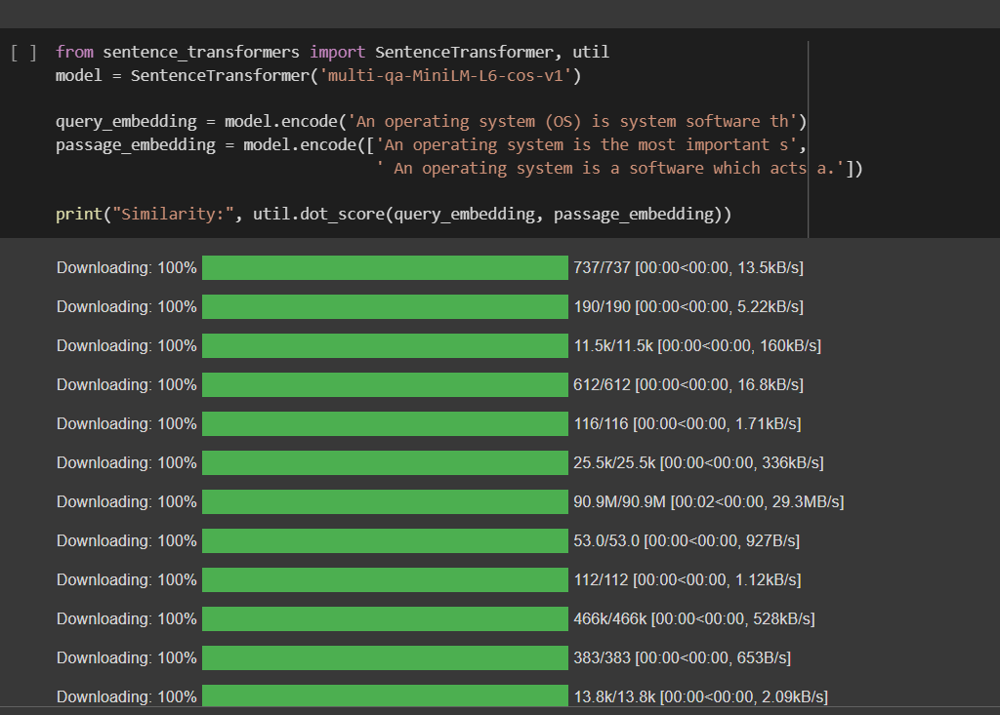 [ ] from sentence_transformers import SentenceTransformer, util
model = SentenceTransformer('multi-qa-MiniLM-L6-cos-v1')
query_embedding = model.encode('An operating system (OS) is system software th')
passage_embedding = model.encode(['An operating system is the most important s',
' An operating system is a software which acts a.'])
print("Similarity:", util.dot_score(query_embedding, passage_embedding))
Downloading: 100% 737/737 [00:00<00:00, 13.5kB/s]
Downloading: 100% 190/190 [00:00<00:00, 5.22kB/s]
Downloading: 100% 11.5k/11.5k [00:00<00:00, 160kB/s]
Downloading: 100% 612/612 [00:00<00:00, 16.8kB/s]
Downloading: 100% 116/116 [00:00<00:00, 1.71kB/s]
Downloading: 100% 25.5k/25.5k [00:00<00:00, 336kB/s]
Downloading: 100% 90.9M/90.9M [00:02<00:00, 29.3MB/s]
Downloading: 100% 53.0/53.0 [00:00<00:00, 927B/s]
Downloading: 100% 112/112 [00:00<00:00, 1.12kB/s]
Downloading: 100% 466k/466k [00:00<00:00, 528kB/s]
Downloading: 100% 383/383 [00:00<00:00, 653B/s]
Downloading: 100% 13.8k/13.8k [00:00<00:00, 2.09kB/s]